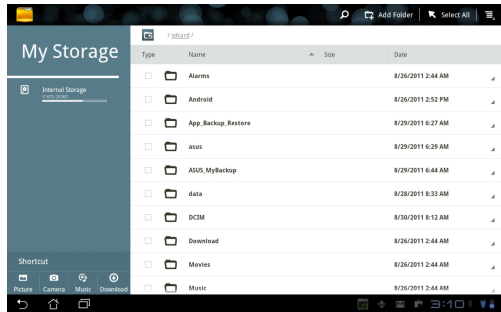 Add Folder
Select All
My Storage
/ sdcard /
Type Name Size Date
Internal Storage
Alarms 8/26/2011 2:44 AM
Android 8/26/2011 2:52 PM
App_Backup_Restore 8/29/2011 6:27 AM
asus 8/29/2011 6:29 AM
ASUS_MyBackup 8/29/2011 6:44 AM
data 8/28/2011 8:33 AM
DCIM 8/30/2011 8:12 AM
Download 8/26/2011 2:44 AM
Movies 8/26/2011 2:44 AM
Music 8/26/2011 2:44 AM
Shortcut
Picture Camera Music Download
3:10